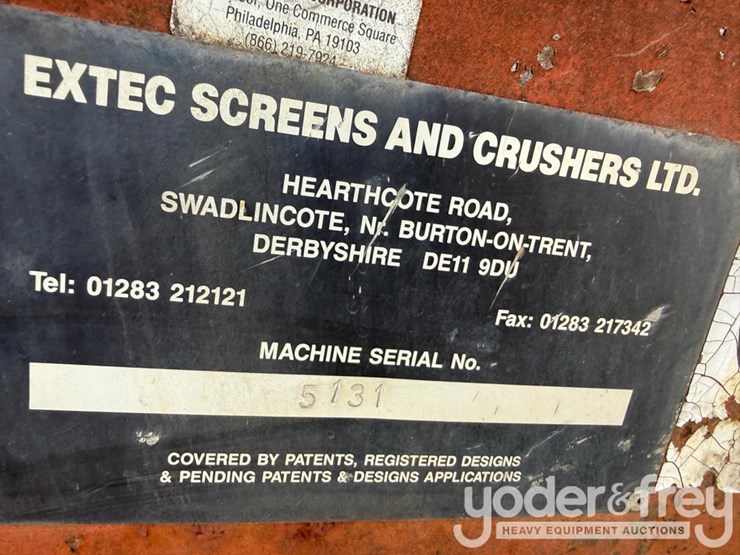 CORPORATION
One Commerce Square
Philadelphia, PA 19103
(866) 219-7924
EXTEC SCREENS AND CRUSHERS LTD.
HEARTHCOTE ROAD,
SWADLINCOTE, Nr. BURTON-ON-TRENT,
DERBYSHIRE DE11 9DU
Tel: 01283 212121
Fax: 01283 217342
MACHINE SERIAL No.
5131
COVERED BY PATENTS, REGISTERED DESIGNS
& PENDING PATENTS & DESIGNS APPLICATIONS
yoder&frey
HEAVY EQUIPMENT AUCTIONS